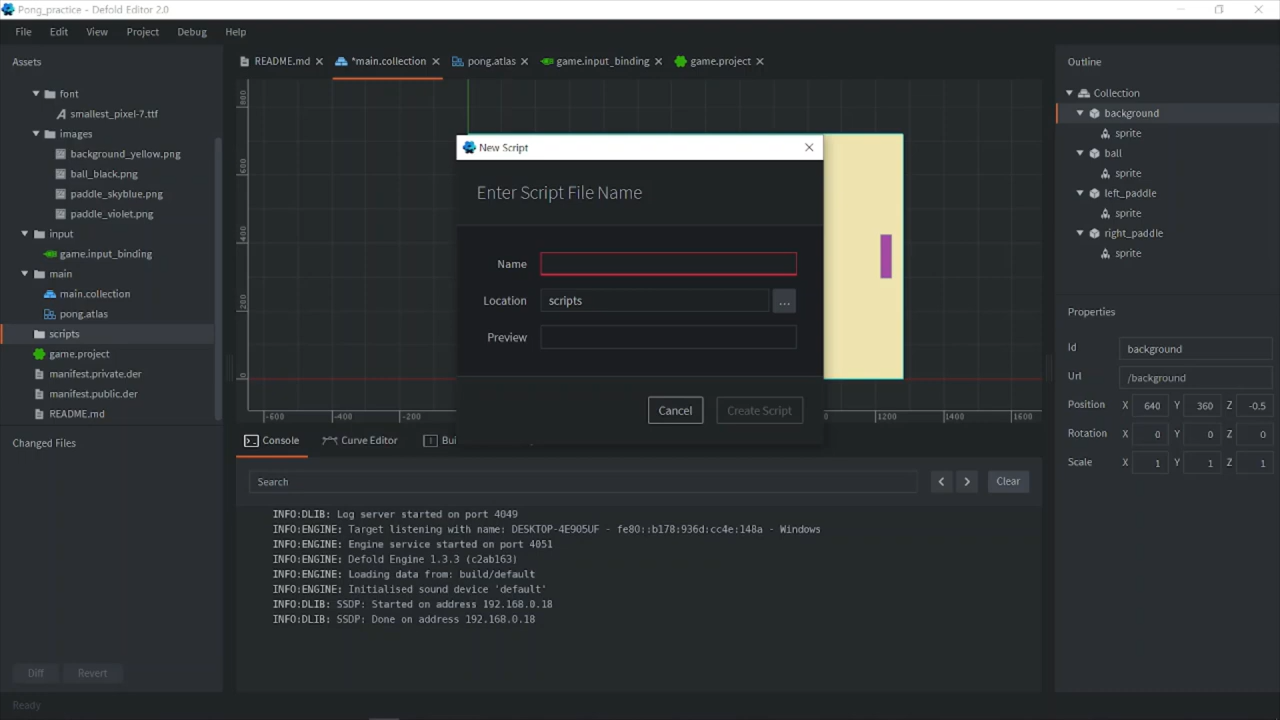 Pong_practice - Defold Editor 2.0
File Edit View Project Debug Help
Assets
font
smallest_pixel-7.ttf
images
background_yellow.png
ball_black.png
paddle_skyblue.png
paddle_violet.png
input
game.input_binding
main
main.collection
pong.atlas
scripts
game.project
manifest.private.der
manifest.public.der
README.md
Changed Files
Diff Revert
Ready
README.md *main.collection pong.atlas game.input_binding game.project
800
600
400
200
0
-600 -400 -200 1200 1400 1600
New Script
Enter Script File Name
Name
Location scripts ...
Preview
Cancel Create Script
Console Curve Editor Bui
Search Clear
INFO:DLIB: Log server started on port 4049
INFO:ENGINE: Target listening with name: DESKTOP-4E905UF - fe80::b178:936d:cc4e:148a - Windows
INFO:ENGINE: Engine service started on port 4051
INFO:ENGINE: Defold Engine 1.3.3 (c2ab163)
INFO:ENGINE: Loading data from: build/default
INFO:ENGINE: Initialised sound device 'default'
INFO:DLIB: SSDP: Started on address 192.168.0.18
INFO:DLIB: SSDP: Done on address 192.168.0.18
Outline
Collection
background
sprite
ball
sprite
left_paddle
sprite
right_paddle
sprite
Properties
Id background
Url /background
Position X 640 Y 360 Z -0.5
Rotation X 0 Y 0 Z 0
Scale X 1 Y 1 Z 1